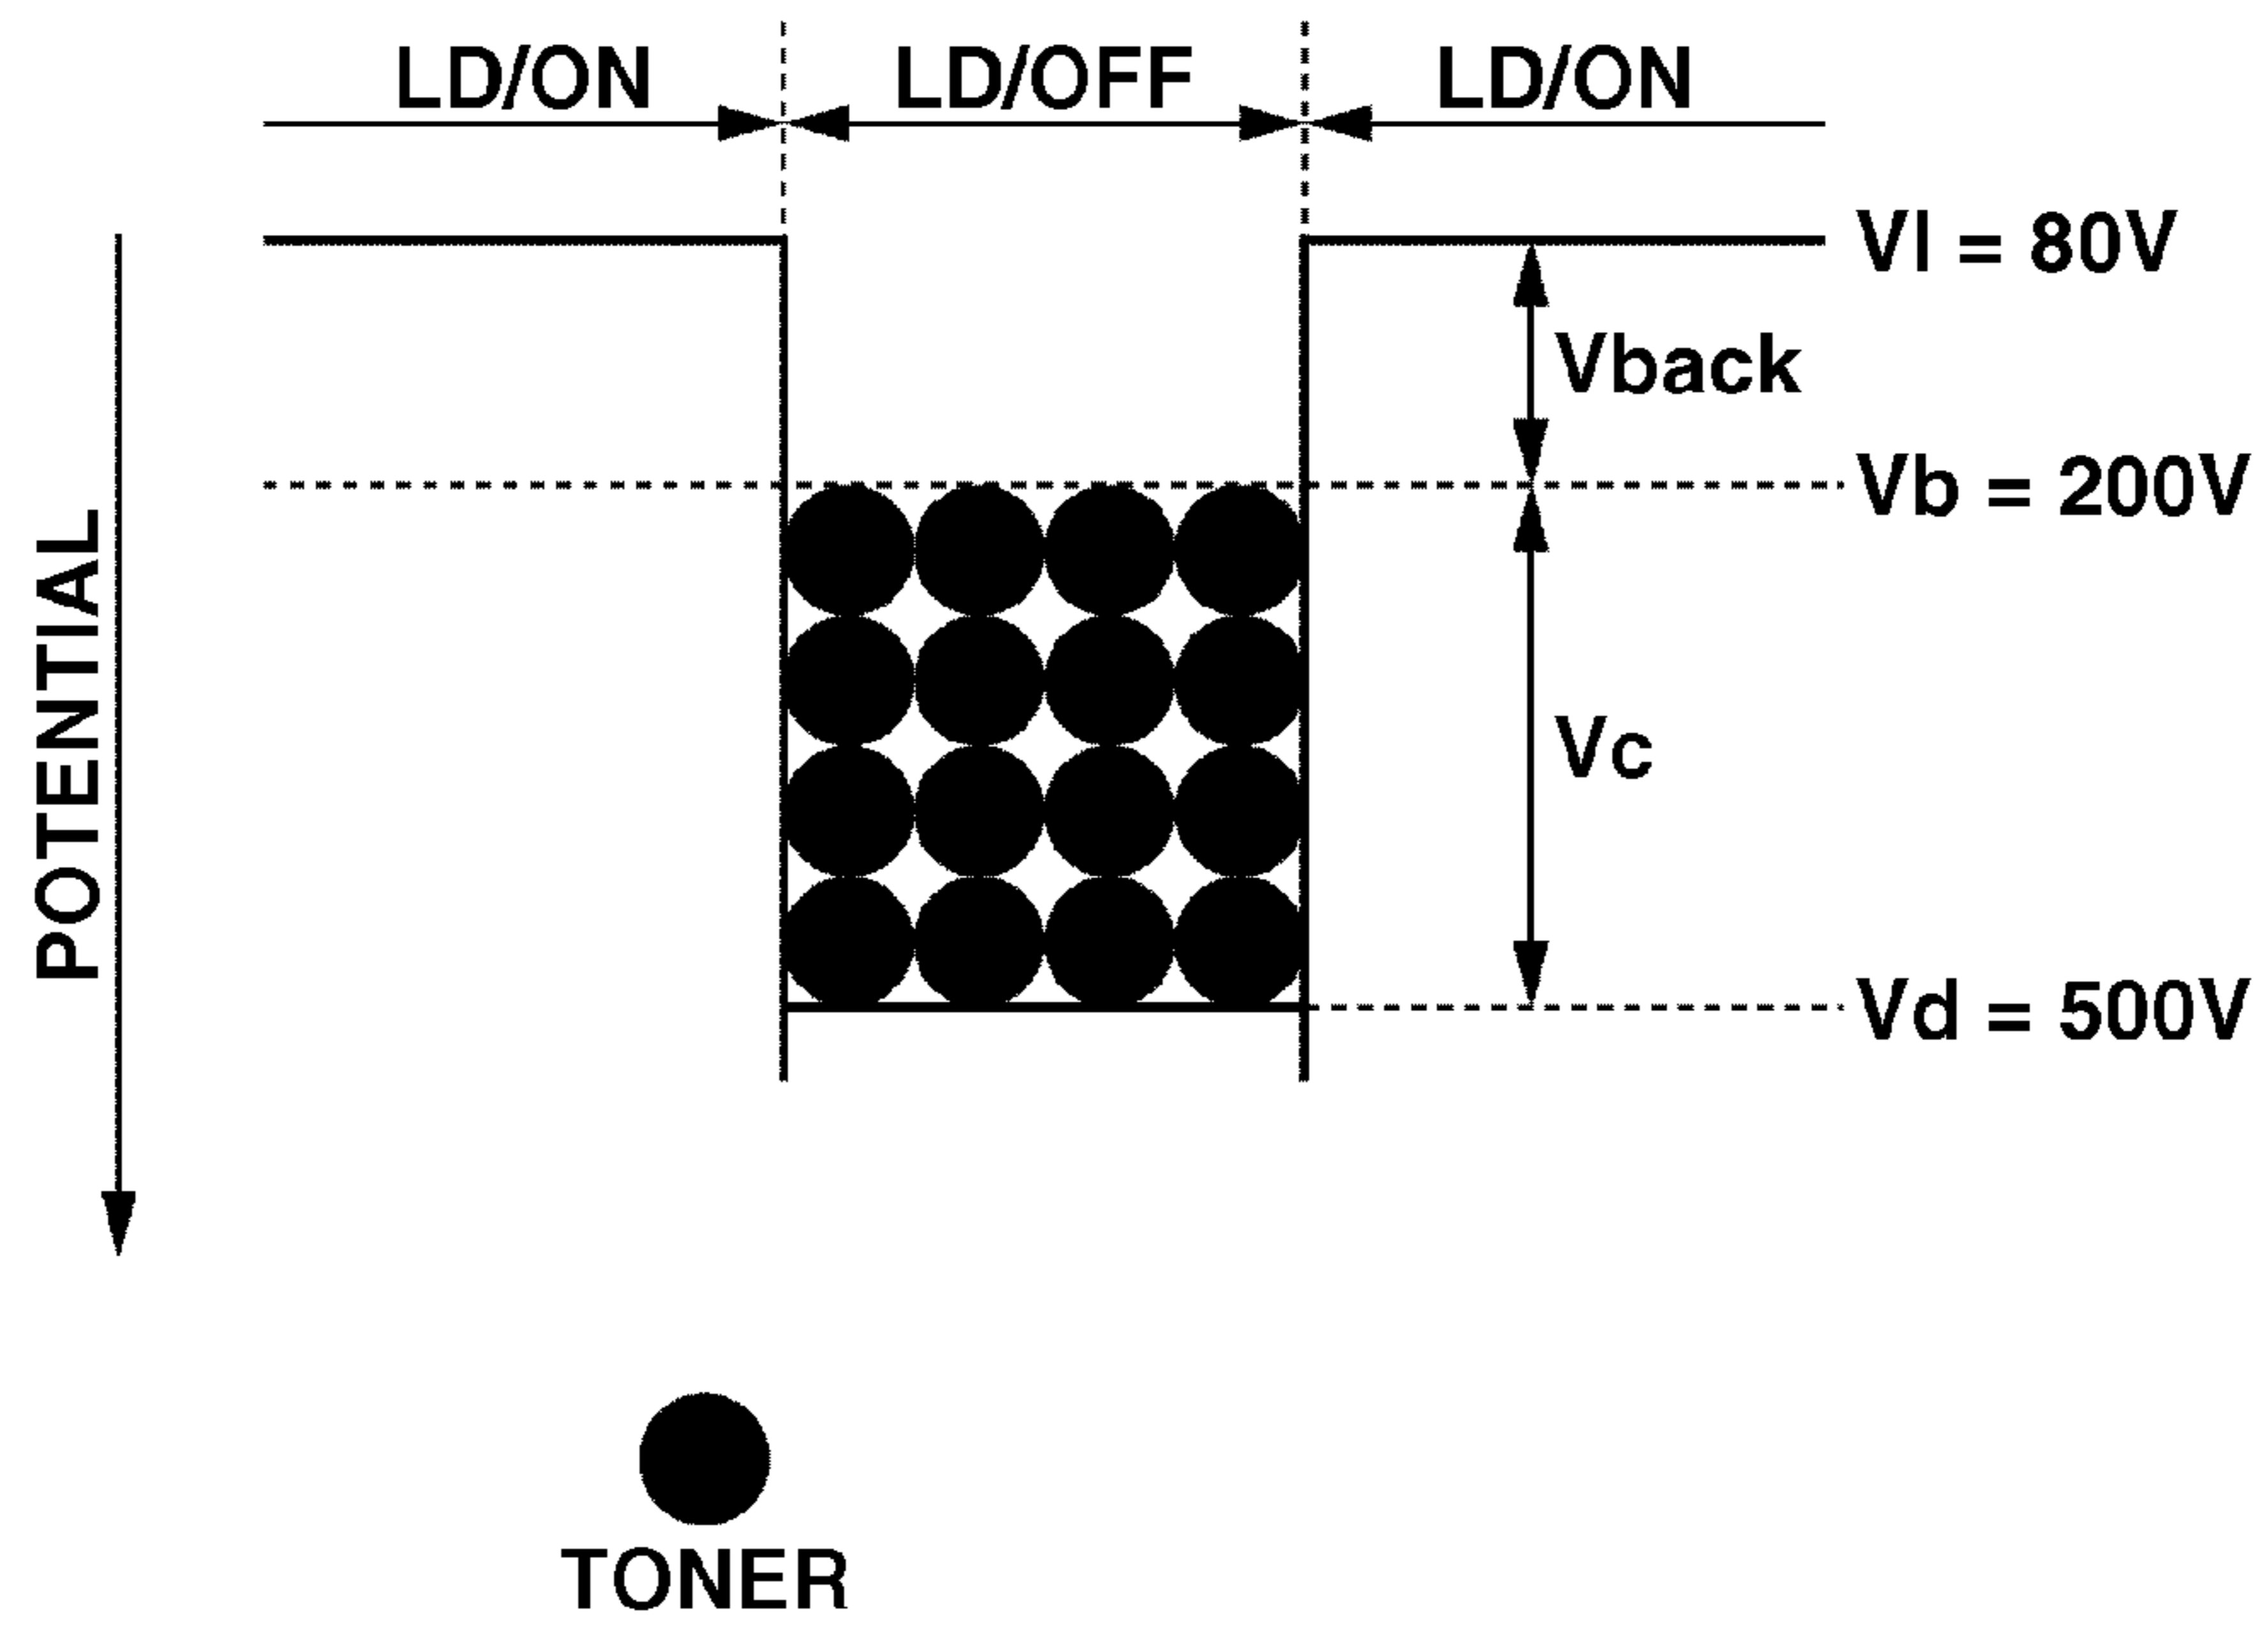 LD/ON LD/OFF LD/ON
Vl = 80V
Vback
Vb = 200V
POTENTIAL
Vc
Vd = 500V
TONER